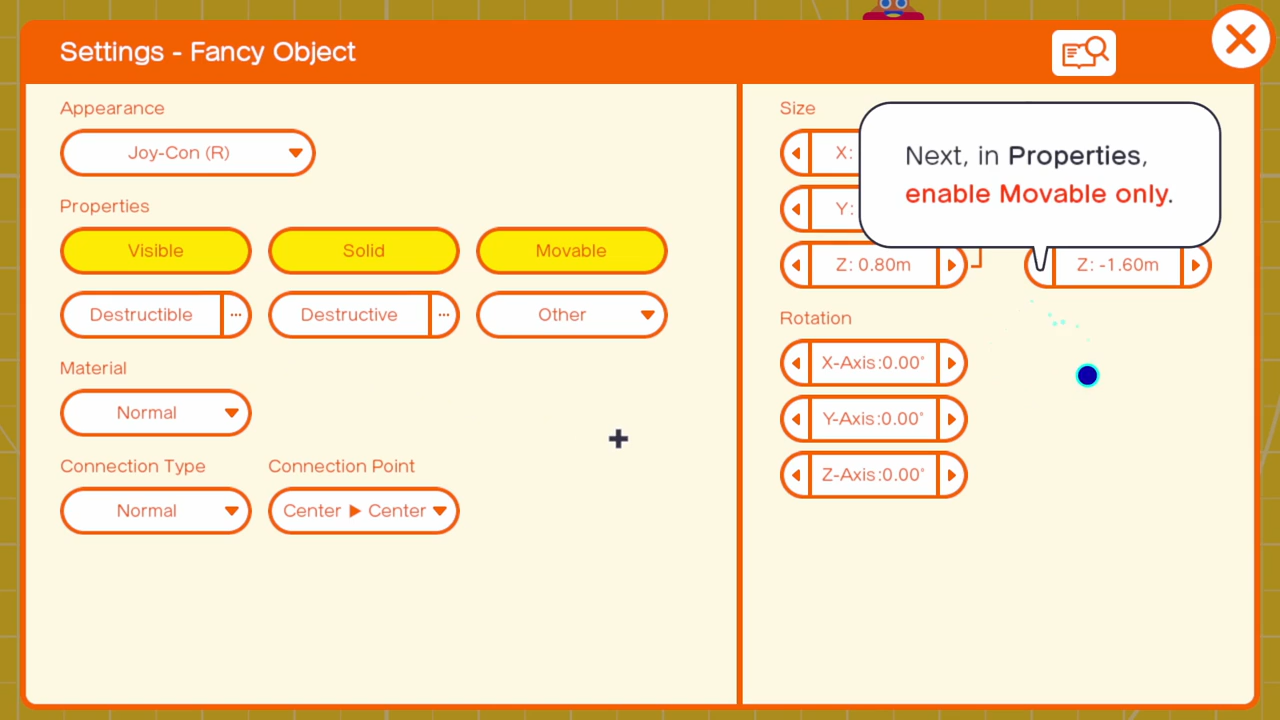 Settings - Fancy Object
Appearance
Joy-Con (R)
Properties
Visible
Solid
Movable
Destructible
...
Destructive
...
Other
Material
Normal
Connection Type
Connection Point
Normal
Center ▶ Center
Size
X:
Y:
Z: 0.80m
Z: -1.60m
Next, in Properties,
enable Movable only.
Rotation
X-Axis:0.00°
Y-Axis:0.00°
Z-Axis:0.00°